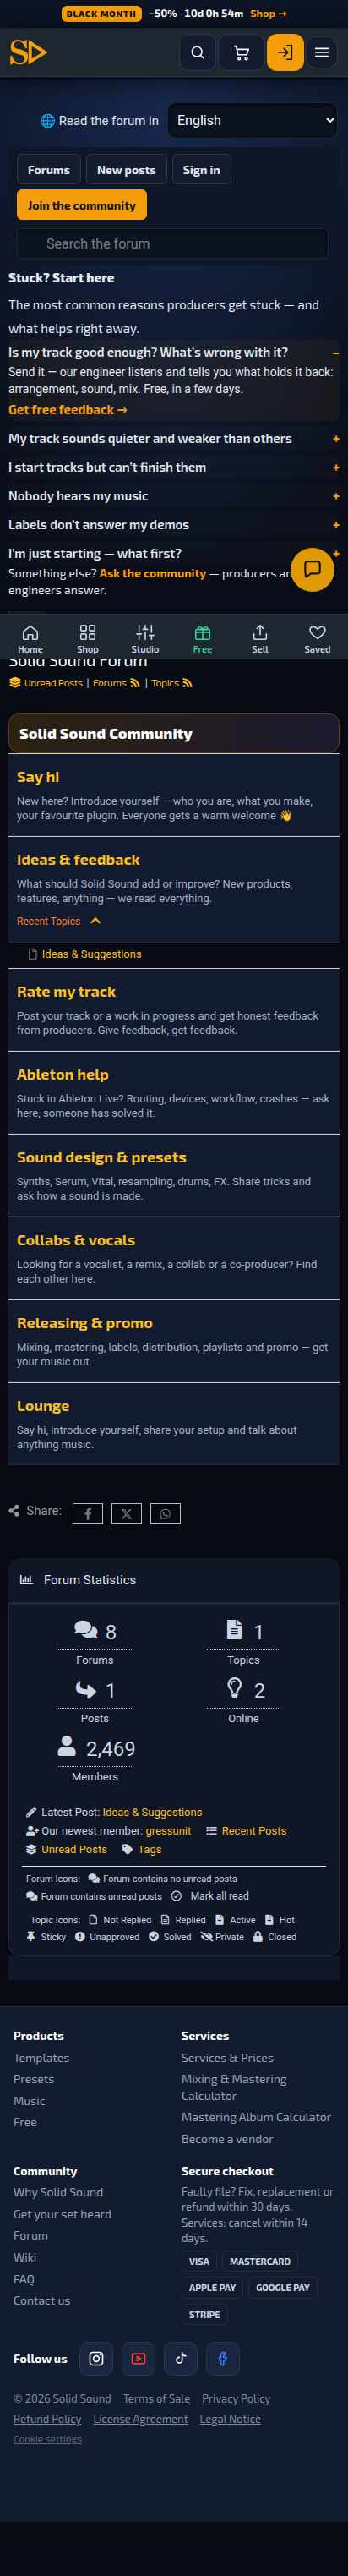 BLACK MONTH −50% · 10d 0h 54m Shop →
SD
🌐 Read the forum in English
Forums New posts Sign in
Join the community
Search the forum
Stuck? Start here
The most common reasons producers get stuck — and
what helps right away.
Is my track good enough? What’s wrong with it? −
Send it — our engineer listens and tells you what holds it back:
arrangement, sound, mix. Free, in a few days.
Get free feedback →
My track sounds quieter and weaker than others +
I start tracks but can’t finish them +
Nobody hears my music +
Labels don’t answer my demos +
I’m just starting — what first? +
Something else? Ask the community — producers an
engineers answer.
Home Shop Studio Free Sell Saved
Solid Sound Forum
Unread Posts | Forums | Topics
Solid Sound Community
Say hi
New here? Introduce yourself — who you are, what you make,
your favourite plugin. Everyone gets a warm welcome 👋
Ideas & feedback
What should Solid Sound add or improve? New products,
features, anything — we read everything.
Recent Topics
Ideas & Suggestions
Rate my track
Post your track or a work in progress and get honest feedback
from producers. Give feedback, get feedback.
Ableton help
Stuck in Ableton Live? Routing, devices, workflow, crashes — ask
here, someone has solved it.
Sound design & presets
Synths, Serum, Vital, resampling, drums, FX. Share tricks and
ask how a sound is made.
Collabs & vocals
Looking for a vocalist, a remix, a collab or a co-producer? Find
each other here.
Releasing & promo
Mixing, mastering, labels, distribution, playlists and promo — get
your music out.
Lounge
Say hi, introduce yourself, share your setup and talk about
anything music.
Share:
Forum Statistics
8 1
Forums Topics
1 2
Posts Online
2,469
Members
Latest Post: Ideas & Suggestions
Our newest member: gressunit Recent Posts
Unread Posts Tags
Forum Icons: Forum contains no unread posts
Forum contains unread posts Mark all read
Topic Icons: Not Replied Replied Active Hot
Sticky Unapproved Solved Private Closed
Products Services
Templates Services & Prices
Presets Mixing & Mastering
Music Calculator
Free Mastering Album Calculator
Become a vendor
Community Secure checkout
Why Solid Sound Faulty file? Fix, replacement or
Get your set heard refund within 30 days.
Forum Services: cancel within 14
Wiki days.
FAQ VISA MASTERCARD
Contact us APPLE PAY GOOGLE PAY
STRIPE
Follow us
© 2026 Solid Sound Terms of Sale Privacy Policy
Refund Policy License Agreement Legal Notice
Cookie settings